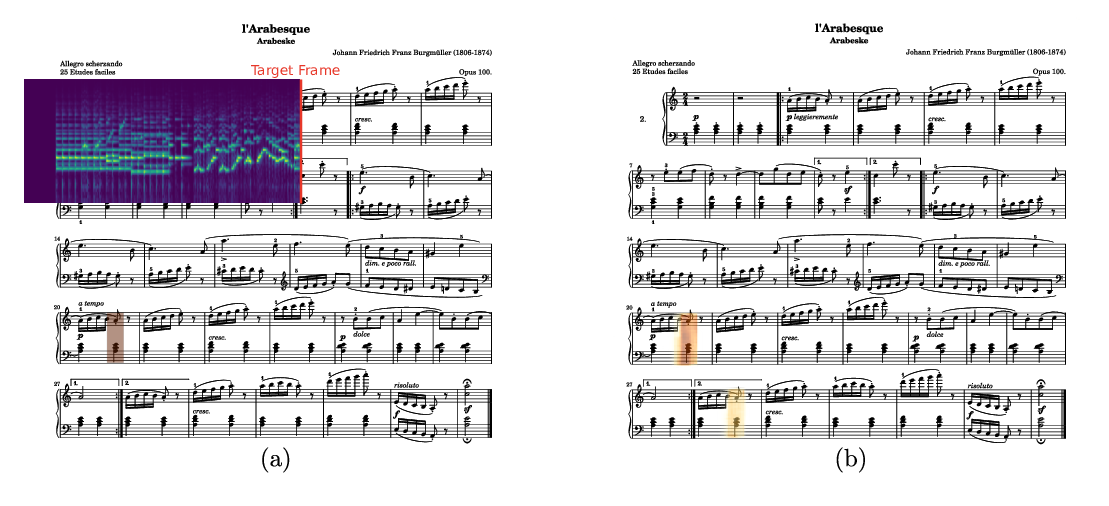 l'Arabesque
Arabeske
Johann Friedrich Franz Burgmüller (1806-1874)
Allegro scherzando
25 Etudes faciles
Target Frame
Opus 100.
cresc.
1.
2.
f
14
dim. e poco rall.
20
a tempo
p
cresc.
p
dolce
27
1.
2.
cresc.
risoluto
f
sf
(a)
l'Arabesque
Arabeske
Johann Friedrich Franz Burgmüller (1806-1874)
Allegro scherzando
25 Etudes faciles
Opus 100.
2.
p
p leggieremente
cresc.
7
1.
2.
sf
f
14
dim. e poco rall.
20
a tempo
p
cresc.
p
dolce
27
1.
2.
cresc.
risoluto
f
sf
(b)